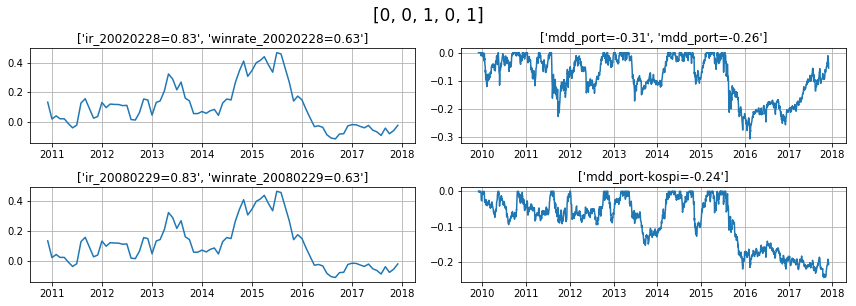 [0, 0, 1, 0, 1]
['ir_20020228=0.83', 'winrate_20020228=0.63']
0.4
0.2
0.0
2011 2012 2013 2014 2015 2016 2017 2018
['mdd_port=-0.31', 'mdd_port=-0.26']
0.0
−0.1
−0.2
−0.3
2010 2011 2012 2013 2014 2015 2016 2017 2018
['ir_20080229=0.83', 'winrate_20080229=0.63']
0.4
0.2
0.0
2011 2012 2013 2014 2015 2016 2017 2018
['mdd_port-kospi=-0.24']
0.0
−0.1
−0.2
2010 2011 2012 2013 2014 2015 2016 2017 2018